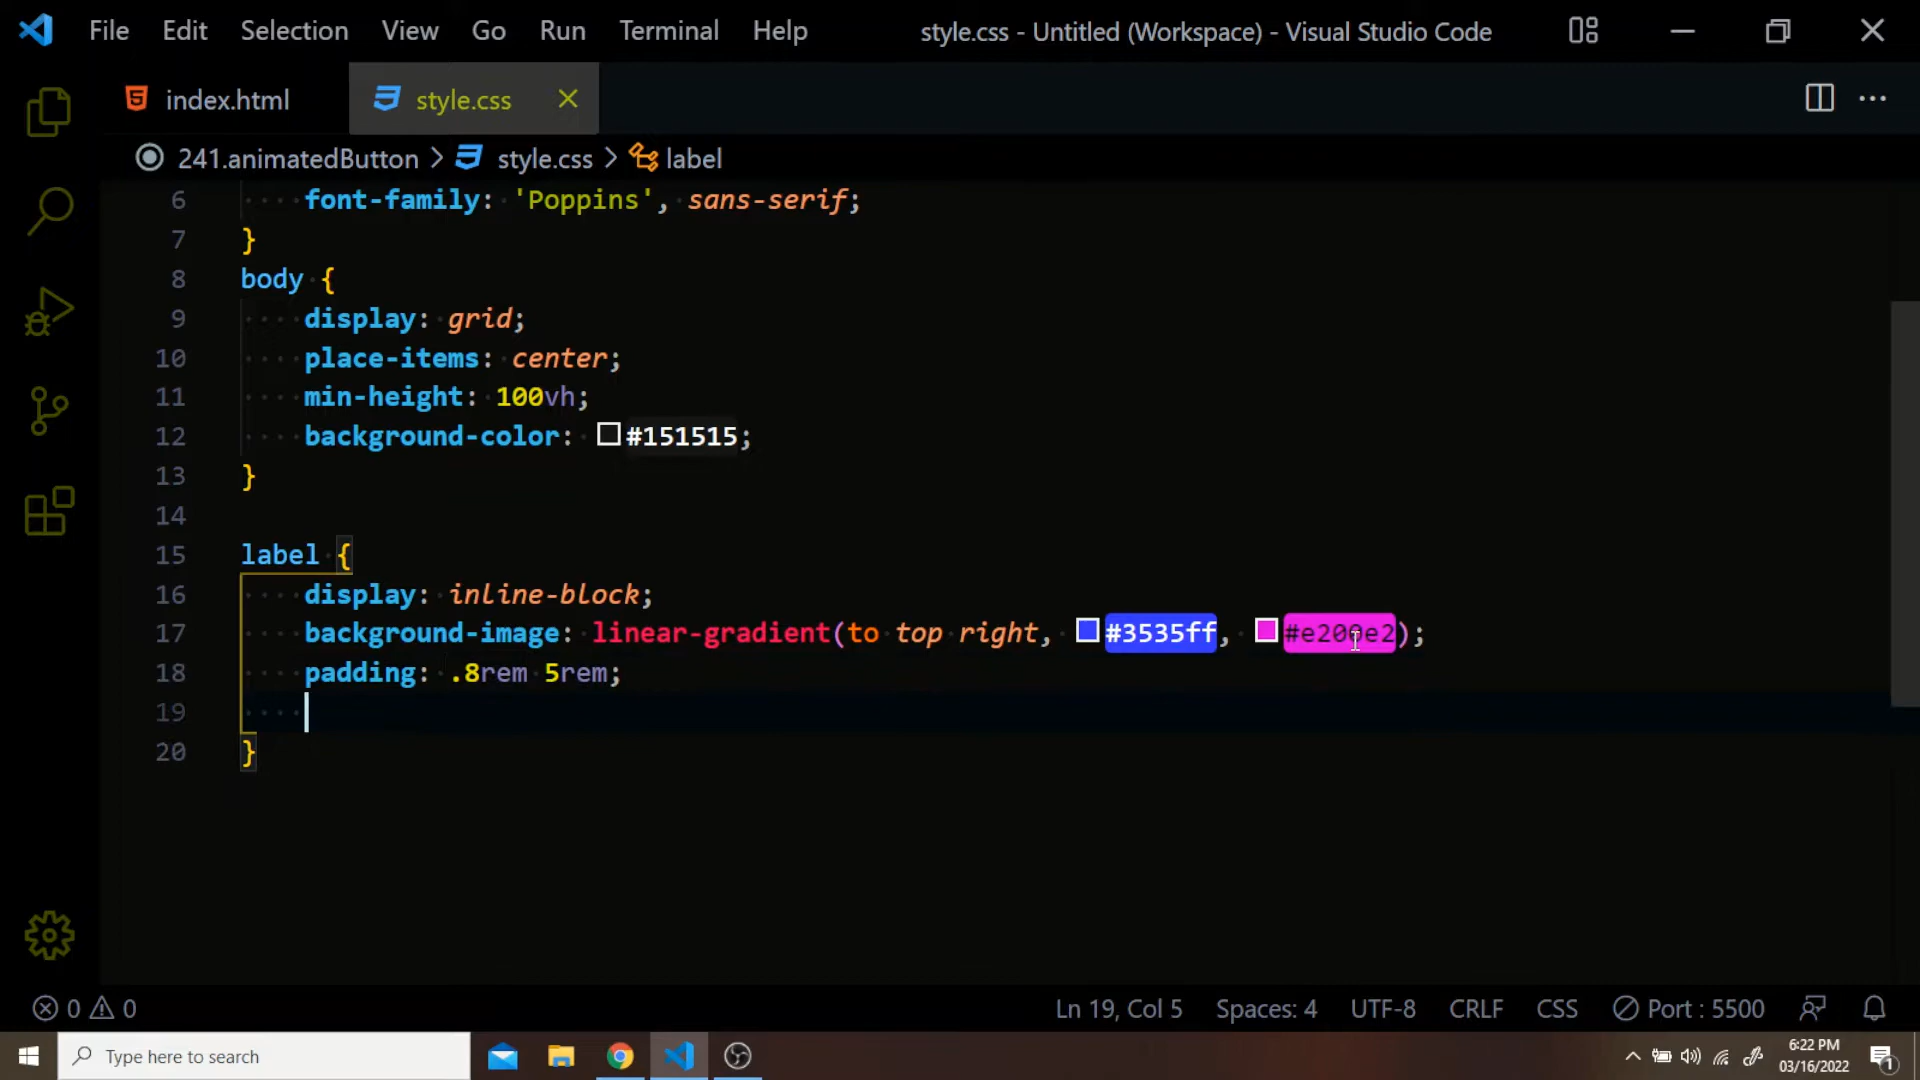 File Edit Selection View Go Run Terminal Help style.css - Untitled (Workspace) - Visual Studio Code
index.html style.css
241.animatedButton > style.css > label
6 font-family: 'Poppins', sans-serif;
7 }
8 body {
9 display: grid;
10 place-items: center;
11 min-height: 100vh;
12 background-color: #151515;
13 }
14
15 label {
16 display: inline-block;
17 background-image: linear-gradient(to top right, #3535ff, #e200e2);
18 padding: .8rem 5rem;
19
20 }
0 0 Ln 19, Col 5 Spaces: 4 UTF-8 CRLF CSS Port : 5500
Type here to search 6:22 PM
03/16/2022 1